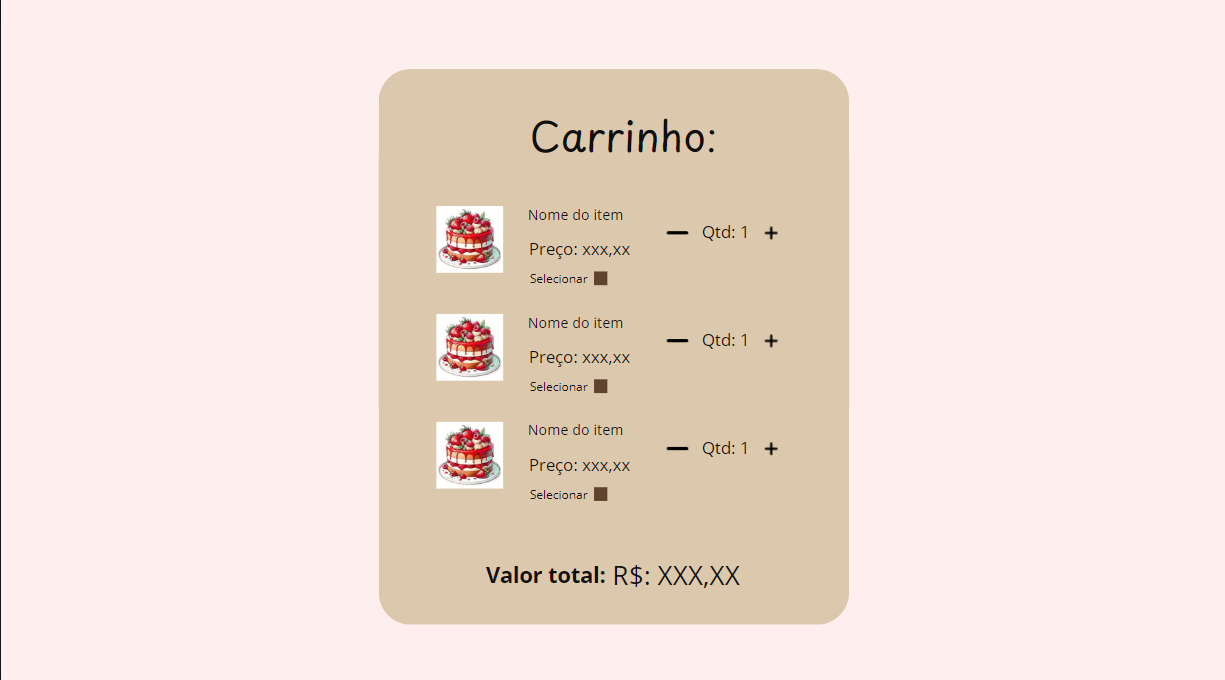 Carrinho:
Nome do item
Qtd: 1
Preço: xxx,xx
Selecionar
Nome do item
Qtd: 1
Preço: xxx,xx
Selecionar
Nome do item
Qtd: 1
Preço: xxx,xx
Selecionar
Valor total: R$: XXX,XX